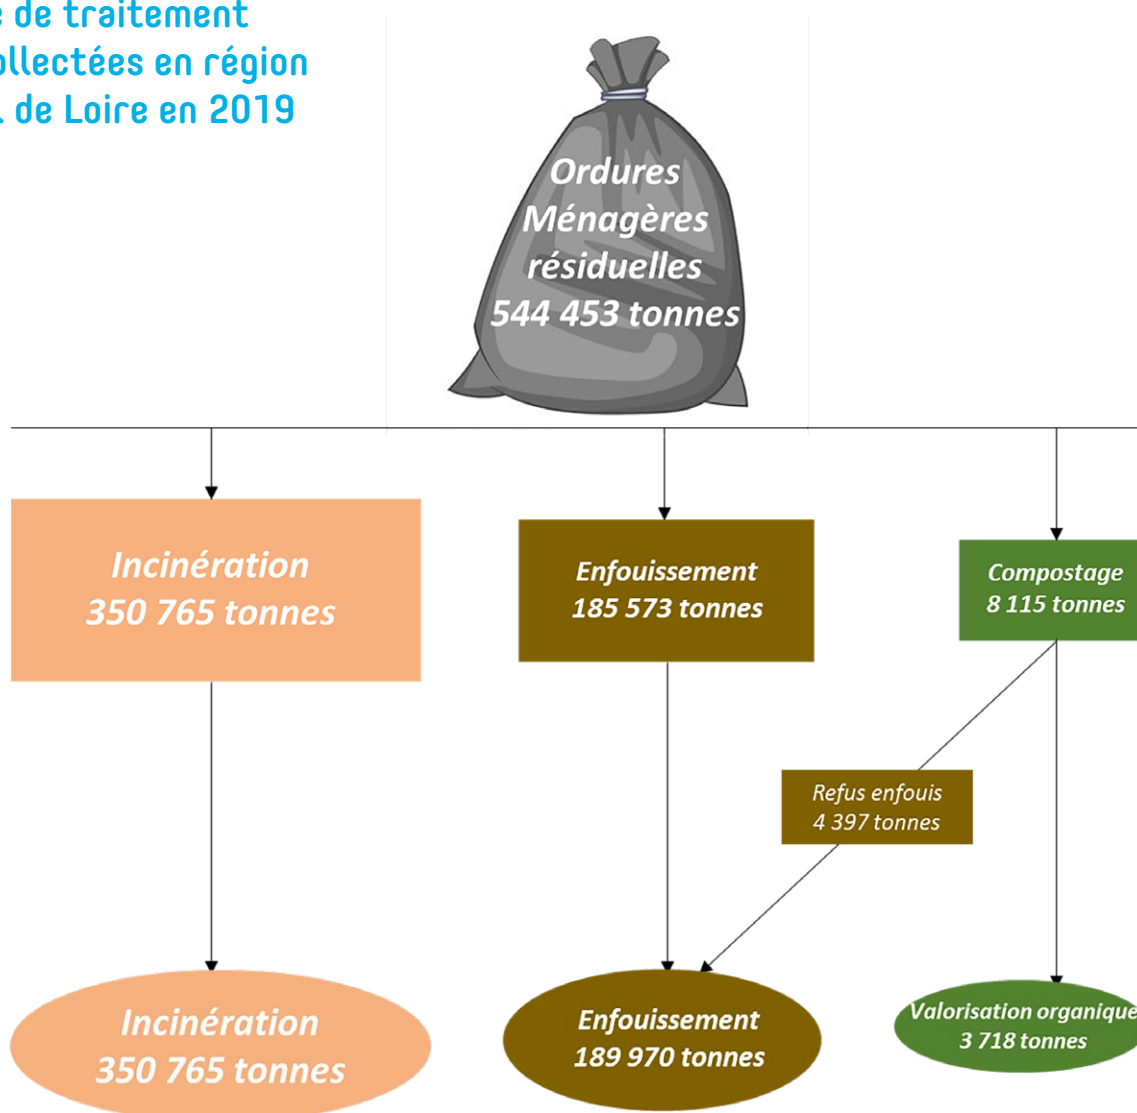 de traitement
collectées en région
de Loire en 2019
Ordures
Ménagères
résiduelles
544 453 tonnes
Incinération
350 765 tonnes
Enfouissement
185 573 tonnes
Compostage
8 115 tonnes
Refus enfouis
4 397 tonnes
Incinération
350 765 tonnes
Enfouissement
189 970 tonnes
Valorisation organique
3 718 tonnes